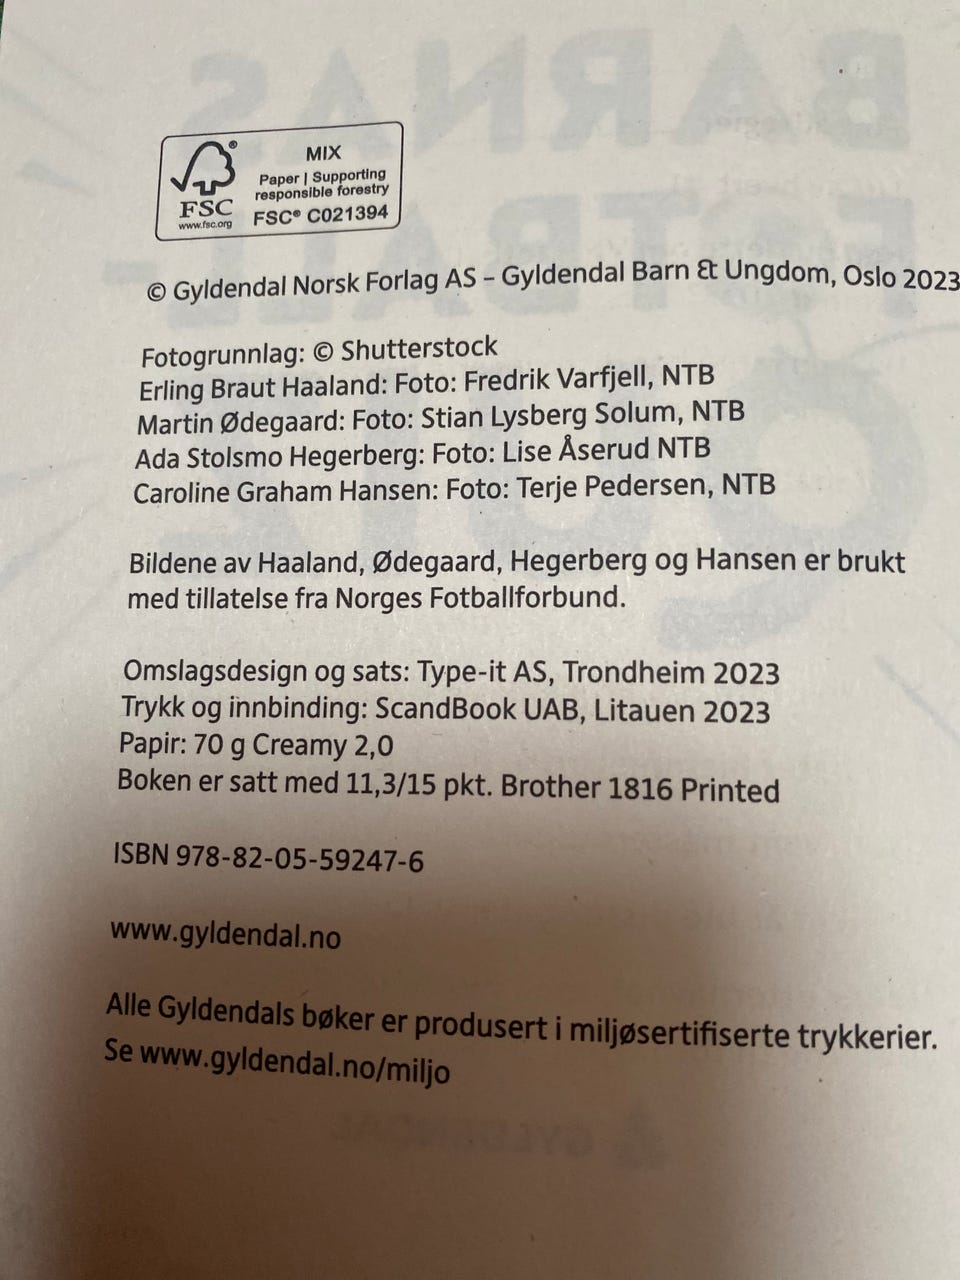 MIX
Paper | Supporting
responsible forestry
FSC® C021394
FSC
www.fsc.org
© Gyldendal Norsk Forlag AS – Gyldendal Barn & Ungdom, Oslo 2023
Fotogrunnlag: © Shutterstock
Erling Braut Haaland: Foto: Fredrik Varfjell, NTB
Martin Ødegaard: Foto: Stian Lysberg Solum, NTB
Ada Stolsmo Hegerberg: Foto: Lise Åserud NTB
Caroline Graham Hansen: Foto: Terje Pedersen, NTB
Bildene av Haaland, Ødegaard, Hegerberg og Hansen er brukt
med tillatelse fra Norges Fotballforbund.
Omslagsdesign og sats: Type-it AS, Trondheim 2023
Trykk og innbinding: ScandBook UAB, Litauen 2023
Papir: 70 g Creamy 2,0
Boken er satt med 11,3/15 pkt. Brother 1816 Printed
ISBN 978-82-05-59247-6
www.gyldendal.no
Alle Gyldendals bøker er produsert i miljøsertifiserte trykkerier.
Se www.gyldendal.no/miljo